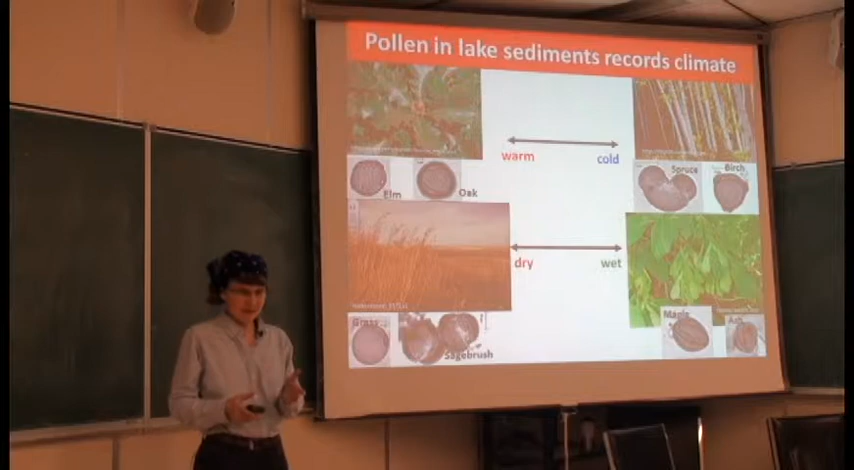 Pollen in lake sediments records climate
warm
cold
Elm
Oak
Spruce
Birch
dry
wet
Grass
Sagebrush
Maple
Ash